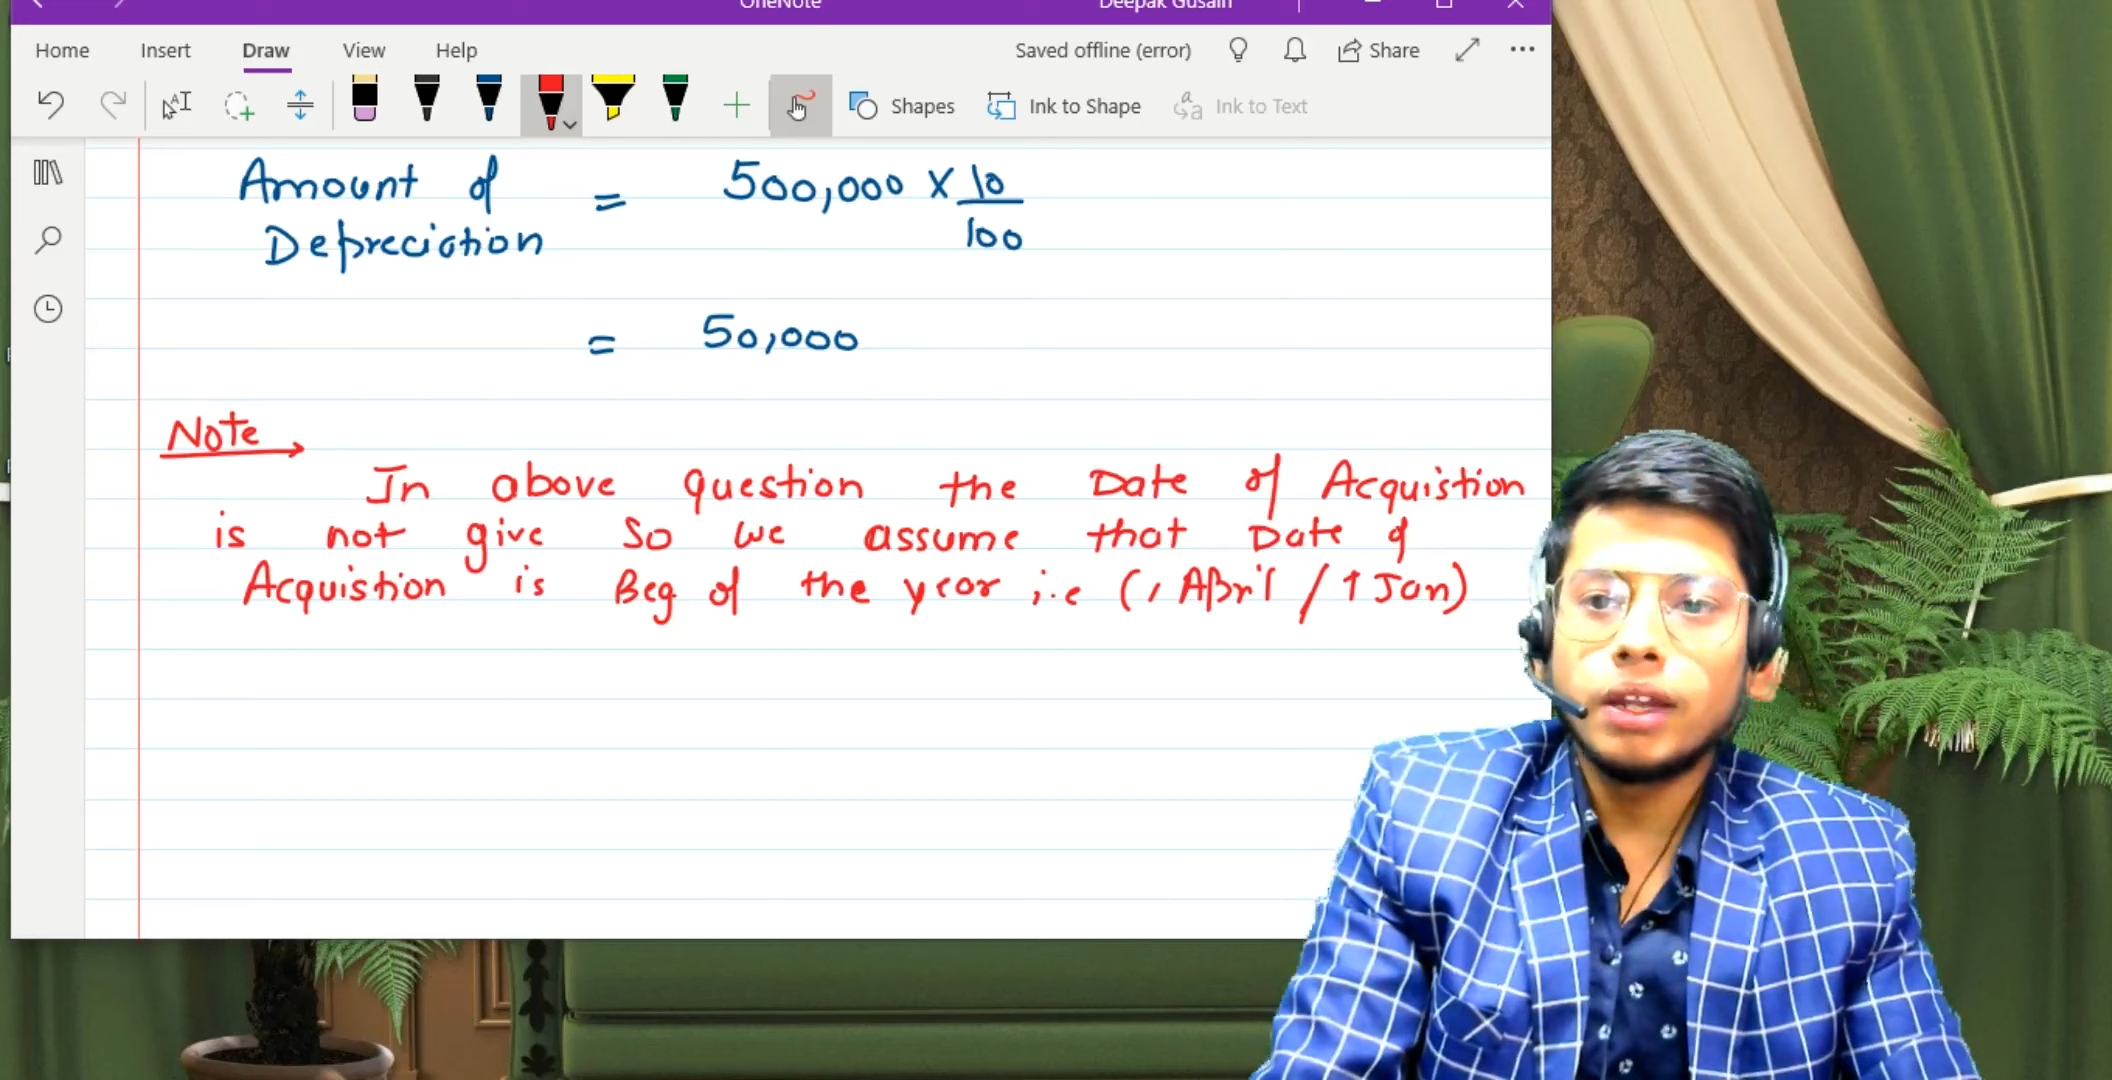 OneNote
Deepak Gusain
Home Insert Draw View Help Saved offline (error) Share
Shapes Ink to Shape Ink to Text
Amount of = 500,000 × 10
Depreciation 100
= 50,000
Note
In above question the Date of Acquistion
is not give So we assume that Date of
Acquistion is Beg of the year i.e (1 April / 1 Jan)